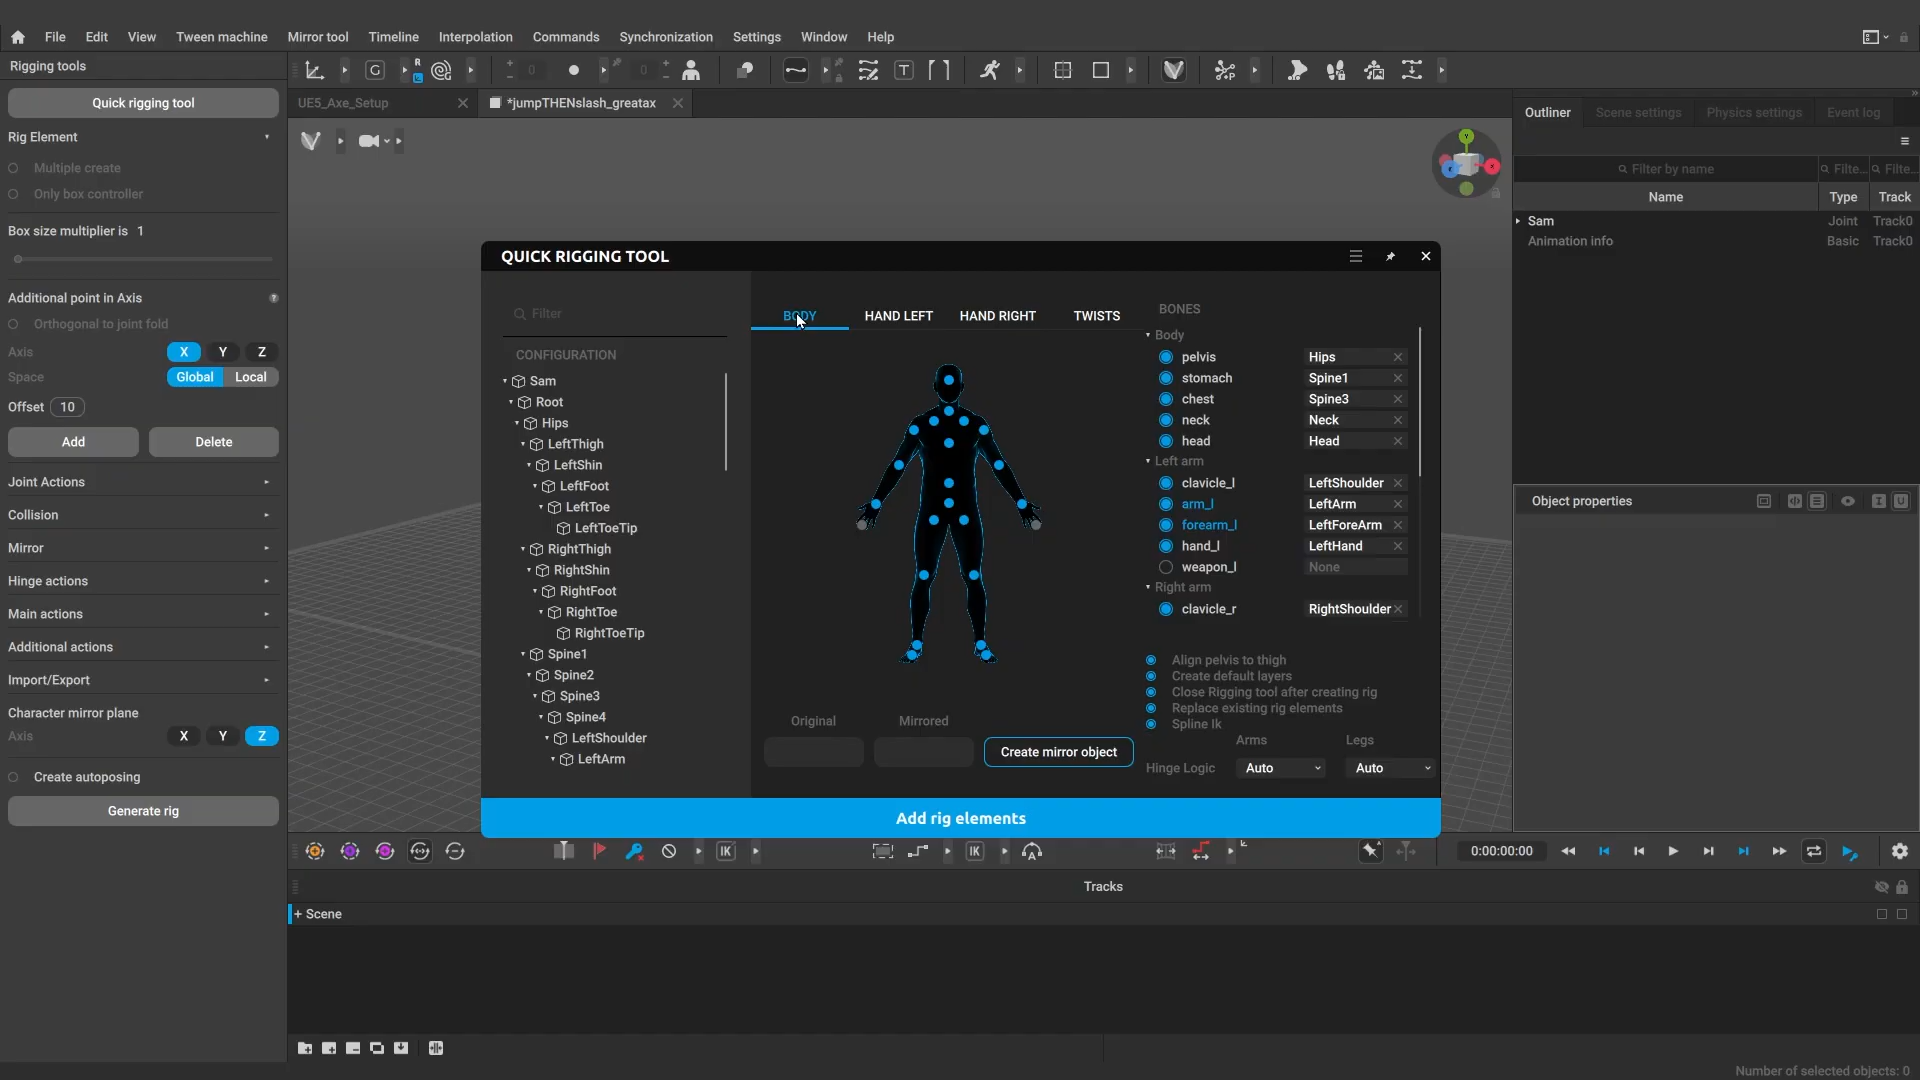 File Edit View Tween machine Mirror tool Timeline Interpolation Commands Synchronization Settings Window Help
Rigging tools
Quick rigging tool
UE5_Axe_Setup
*jumpTHENslash_greatax
Rig Element
Multiple create
Only box controller
Box size multiplier is 1
Additional point in Axis
Orthogonal to joint fold
Axis X Y Z
Space Global Local
Offset 10
Add Delete
Joint Actions
Collision
Mirror
Hinge actions
Main actions
Additional actions
Import/Export
Character mirror plane
Axis X Y Z
Create autoposing
Generate rig
QUICK RIGGING TOOL
Filter
CONFIGURATION
Sam
Root
Hips
LeftThigh
LeftShin
LeftFoot
LeftToe
LeftToeTip
RightThigh
RightShin
RightFoot
RightToe
RightToeTip
Spine1
Spine2
Spine3
Spine4
LeftShoulder
LeftArm
BODY HAND LEFT HAND RIGHT TWISTS
Original Mirrored
Create mirror object
BONES
Body
pelvis Hips
stomach Spine1
chest Spine3
neck Neck
head Head
Left arm
clavicle_l LeftShoulder
arm_l LeftArm
forearm_l LeftForeArm
hand_l LeftHand
weapon_l None
Right arm
clavicle_r RightShoulder
Align pelvis to thigh
Create default layers
Close Rigging tool after creating rig
Replace existing rig elements
Spline Ik
Arms Legs
Hinge Logic Auto Auto
Add rig elements
Outliner Scene settings Physics settings Event log
Filter by name Filte... Filte...
Name Type Track
Sam Joint Track0
Animation info Basic Track0
Object properties
IK IK 0:00:00:00
Tracks
+ Scene
Number of selected objects: 0